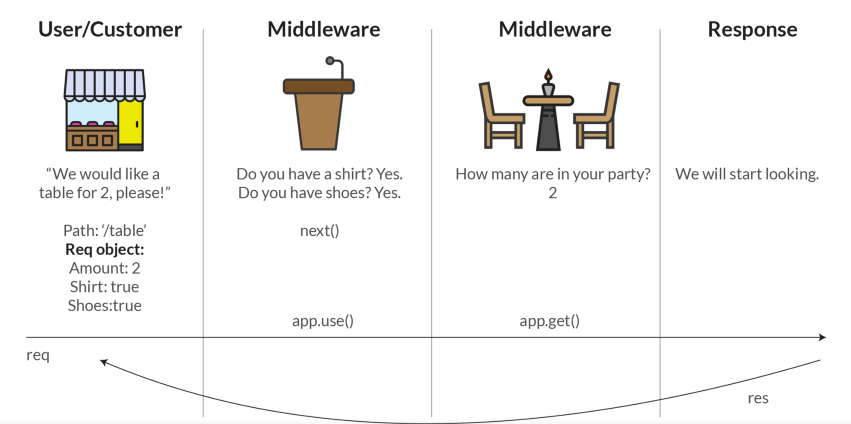 User/Customer
Middleware
Middleware
Response
“We would like a
table for 2, please!”
Do you have a shirt? Yes.
Do you have shoes? Yes.
How many are in your party?
2
We will start looking.
Path: ‘/table’
Req object:
Amount: 2
Shirt: true
Shoes:true
next()
app.use()
app.get()
req
res